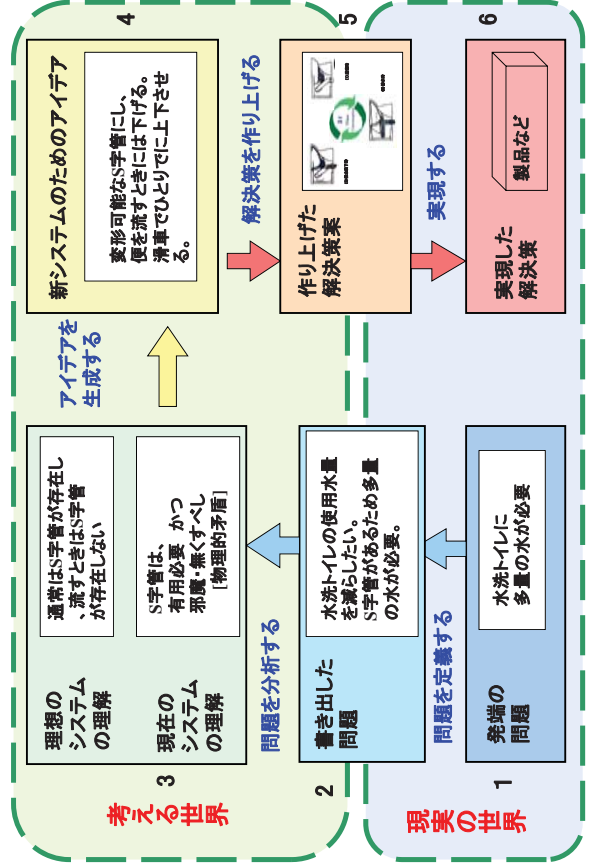 考える世界
3
理想の
システム
の理解
通常はS字管が存在し
、流すときはS字管
が存在しない
現在の
システム
の理解
S字管は、
有用必要 かつ
邪魔・無くすべし
[物理的矛盾]
アイデアを
生成する
4
新システムのためのアイデア
変形可能なS字管にし、
便を流すときには下げる。
滑車でひとりでに上下させ
る。
問題を分析する
解決策を作り上げる
2
書き出した
問題
水洗トイレの使用水量
を減らしたい。
S字管があるため多量
の水が必要。
5
作り上げた
解決策案
問題を定義する
実現する
現実の世界
1
発端の
問題
水洗トイレに
多量の水が必要
6
実現した
解決策
製品など